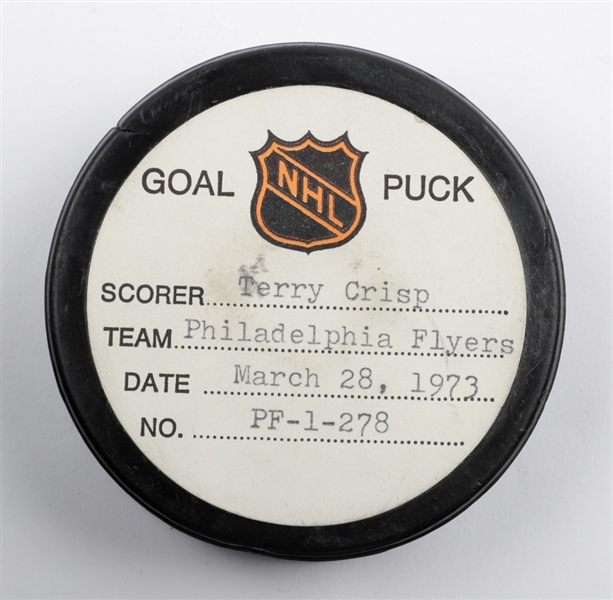 GOAL NHL PUCK
SCORER Terry Crisp
TEAM Philadelphia Flyers
DATE March 28, 1973
NO. PF-1-278